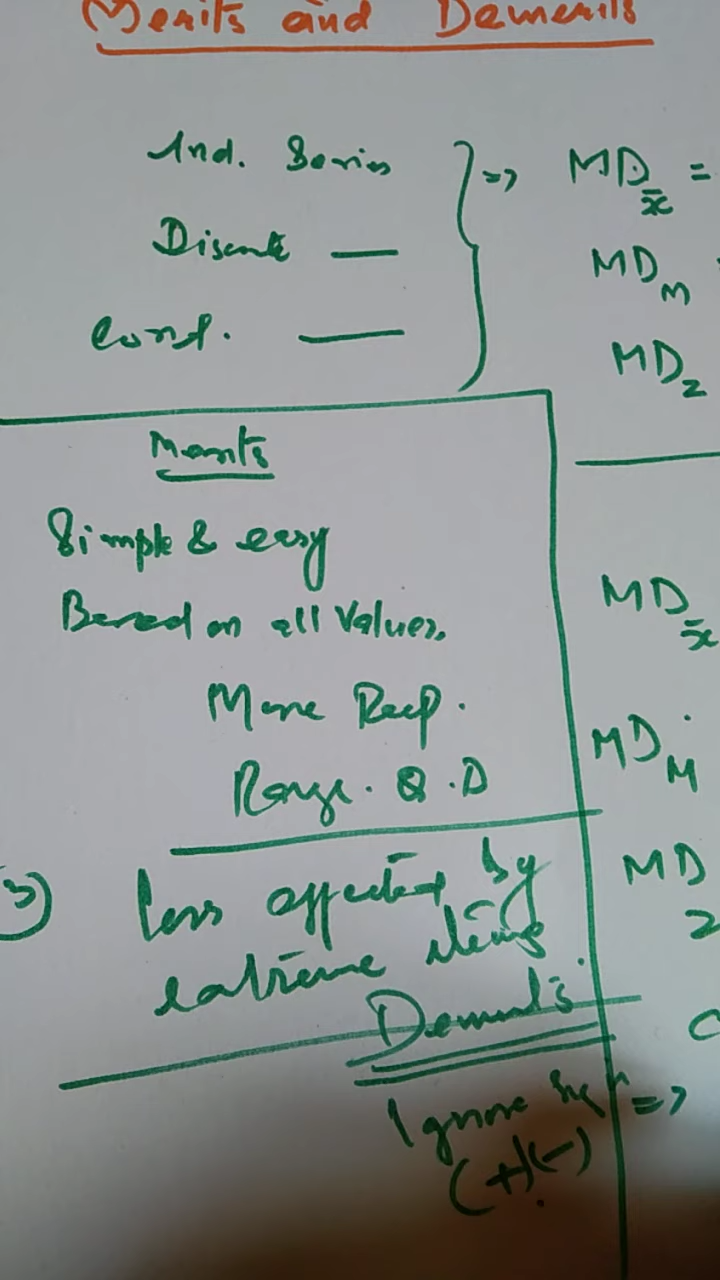 Merits and Demerits
Ind. Series
Discrete —
Cont. —
} => MD x̄ =
MD M
MD Z
Merits
Simple & easy
Based on all Values.
More Rep.
Range. Q.D
3) Less affected by
extreme items
Demerits
Ignore
(+)(-)
=>
MD x̄
MD M
MD Z